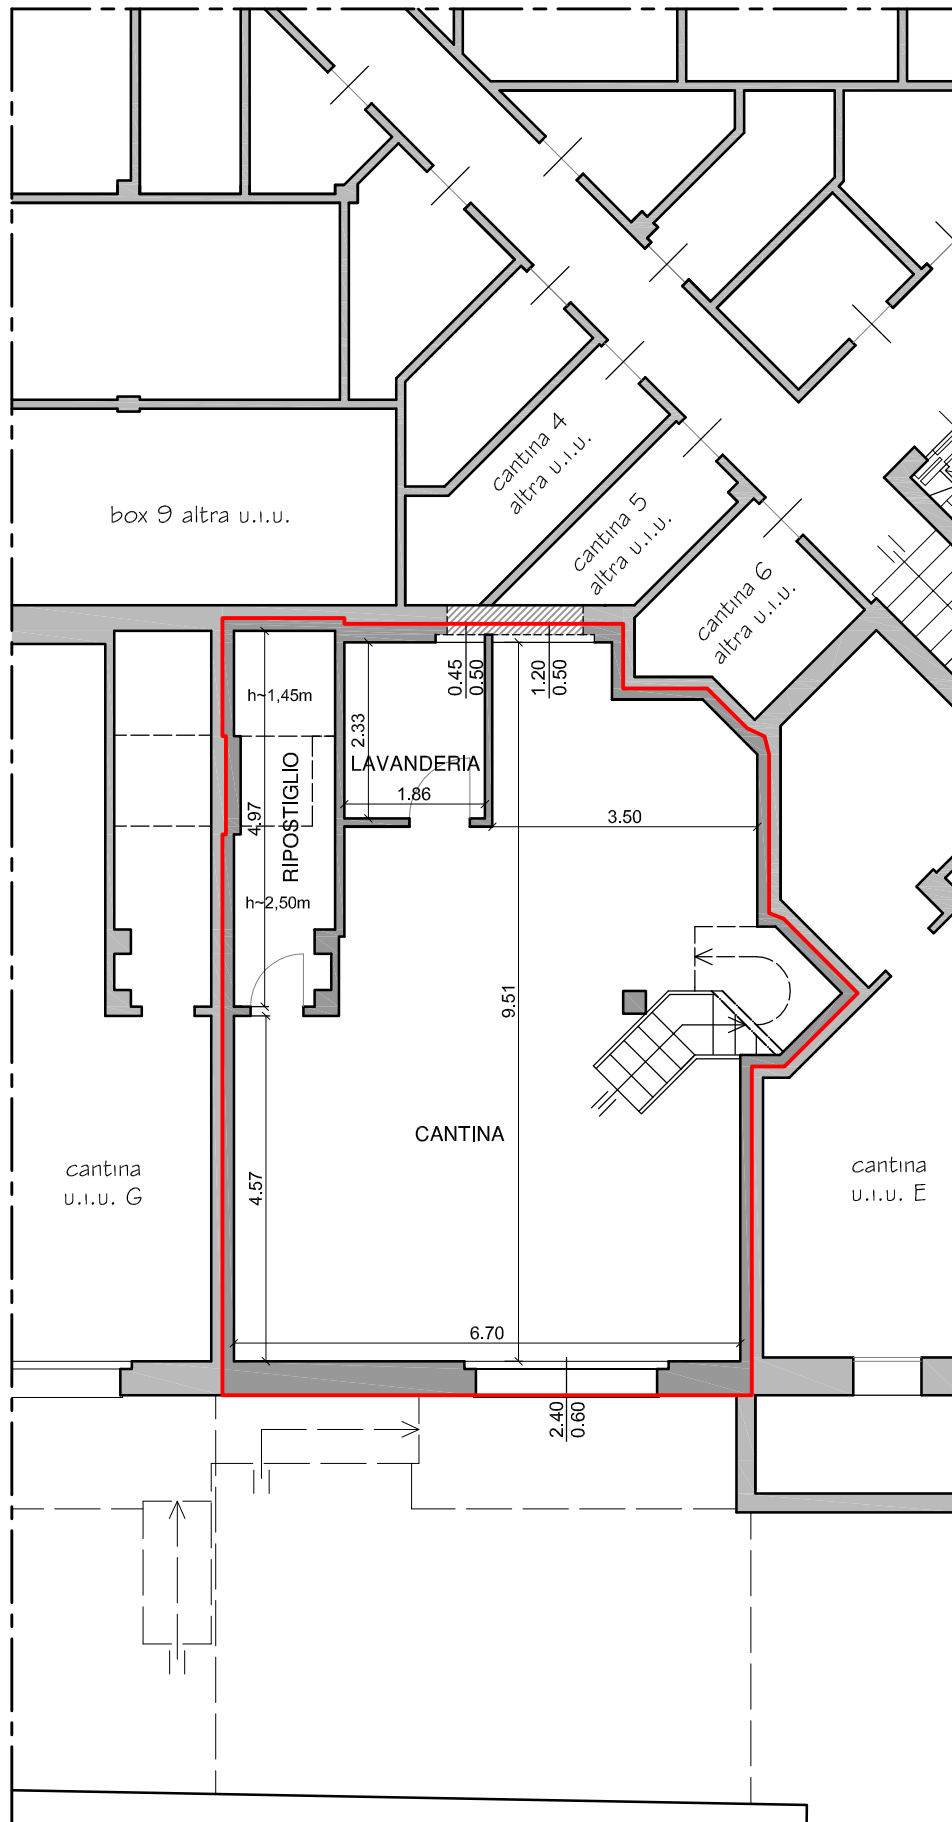 cantina 4
altra u.i.u.
box 9 altra u.i.u.
cantina 5
altra u.i.u.
cantina 6
altra u.i.u.
0.45
0.50
1.20
0.50
h~1,45m
2.33
LAVANDERIA
1.86
3.50
4.97
RIPOSTIGLIO
h~2,50m
9.51
CANTINA
cantina
u.i.u. G
cantina
u.i.u. E
4.57
6.70
2.40
0.60